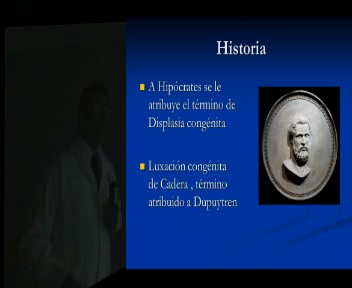 Historia
A Hipócrates se le
atribuye el término de
Displasia congénita
Luxación congénita
de Cadera , término
atribuido a Dupuytren